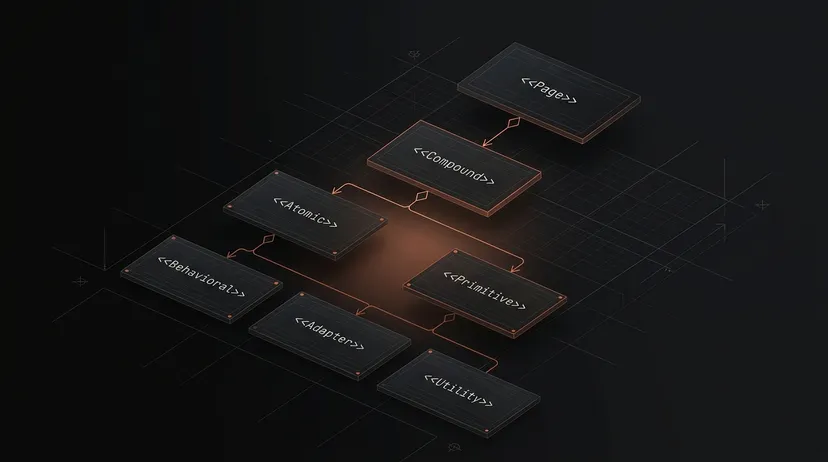 <<Page>>
<<Compound>>
<<Atomic>>
<<Primitive>>
<<Behavioral>>
<<Adapter>>
<<Utility>>